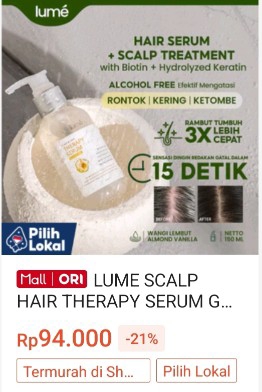 lumé
HAIR SERUM
+ SCALP TREATMENT
with Biotin + Hydrolyzed Keratin
ALCOHOL FREE Efektif Mengatasi
RONTOK | KERING | KETOMBE
RAMBUT TUMBUH
3X LEBIH
CEPAT
SENSASI DINGIN REDAKAN GATAL DALAM
15 DETIK
BEFORE
AFTER
WANGI LEMBUT
ALMOND VANILLA
NETTO
Pilih
Lokal
Mall | ORI LUME SCALP
HAIR THERAPY SERUM G...
Rp94.000 -21%
Termurah di Sh...
Pilih Lokal